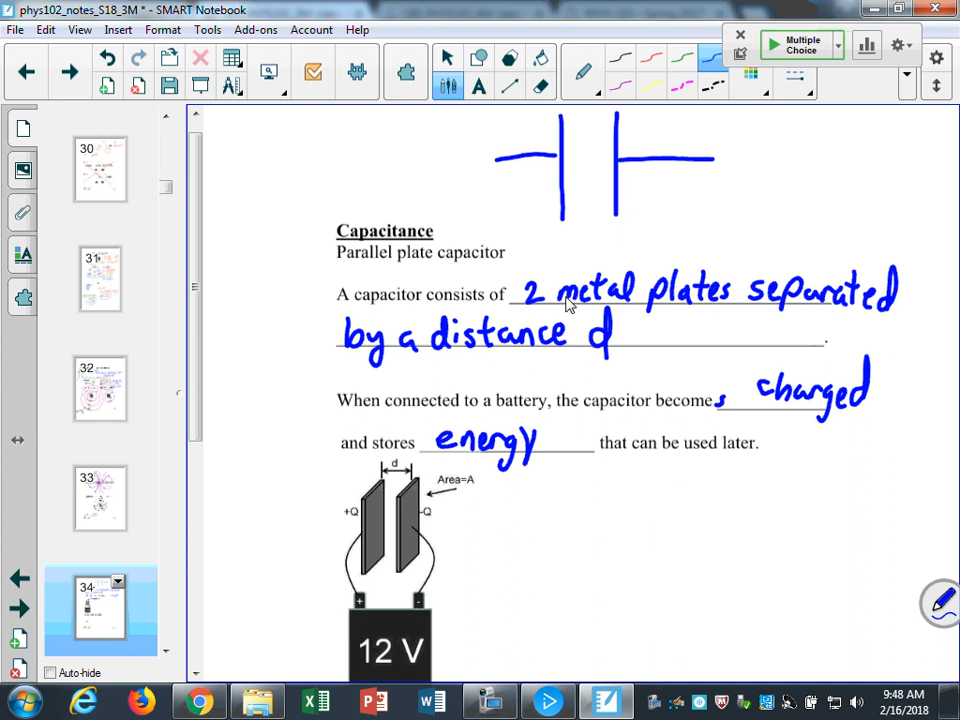 phys102_notes_S18_3M * - SMART Notebook
File Edit View Insert Format Tools Add-ons Account Help
Multiple
Choice
30
31
32
33
34
Auto-hide
Capacitance
Parallel plate capacitor
A capacitor consists of 2 metal plates separated
by a distance d.
When connected to a battery, the capacitor becomes charged
and stores energy that can be used later.
d
Area=A
+Q
-Q
+ -
12 V
9:48 AM
2/16/2018